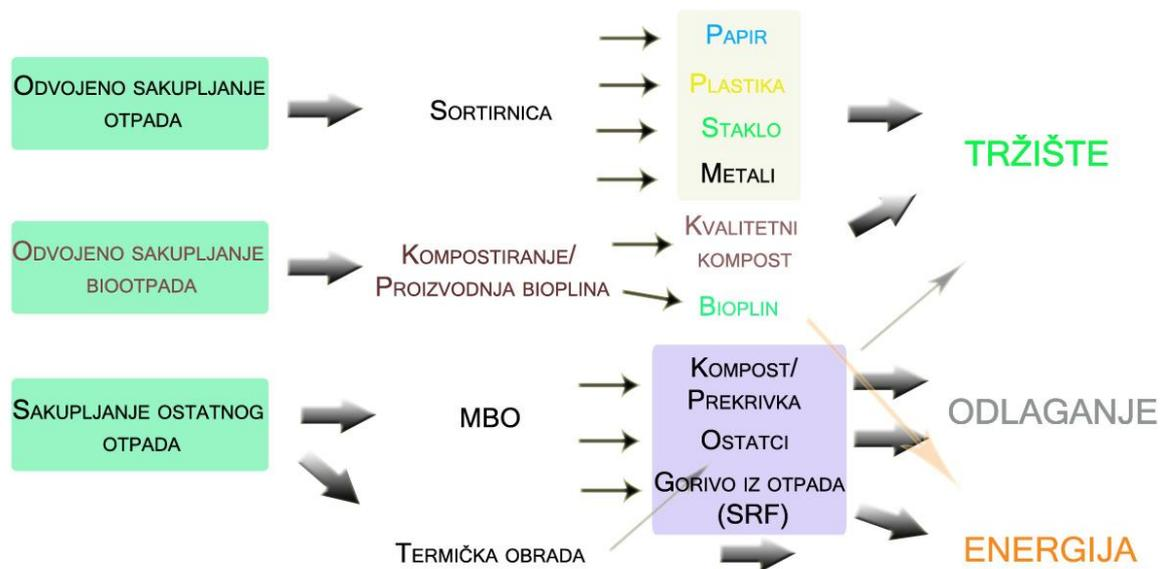 ODVOJENO SAKUPLJANJE
OTPADA
SORTIRNICA
PAPIR
PLASTIKA
STAKLO
METALI
TRŽIŠTE
ODVOJENO SAKUPLJANJE
BIOOTPADA
KOMPOSTIRANJE/
PROIZVODNJA BIOPLINA
KVALITETNI
KOMPOST
BIOPLIN
SAKUPLJANJE OSTATNOG
OTPADA
MBO
KOMPOST/
PREKRIVKA
OSTATCI
GORIVO IZ OTPADA
(SRF)
ODLAGANJE
TERMIČKA OBRADA
ENERGIJA